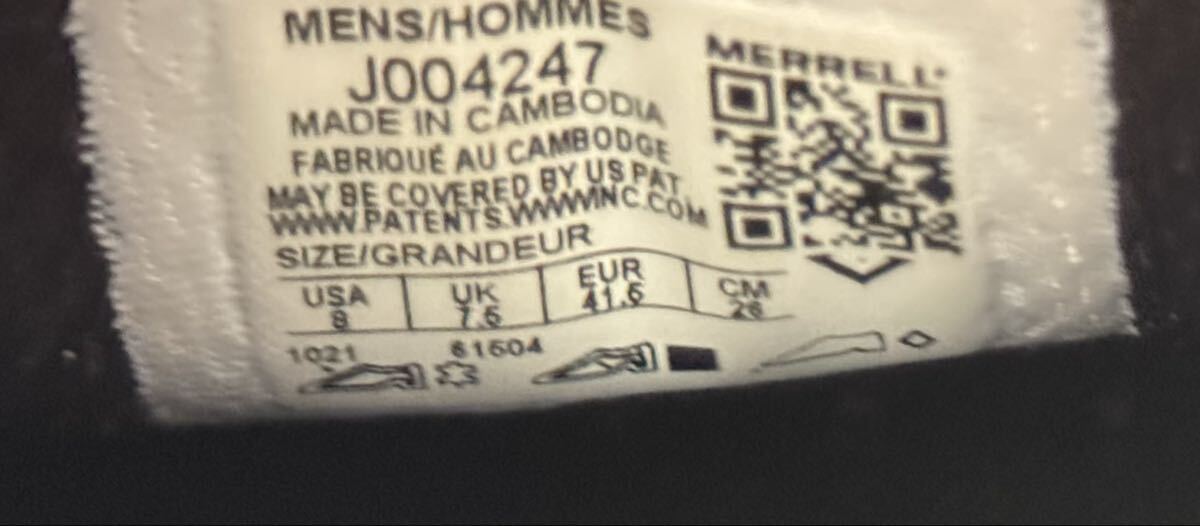 MENS/HOMMES
J004247
MADE IN CAMBODIA
FABRIQUÉ AU CAMBODGE
MAY BE COVERED BY US PAT.
WWW.PATENTS.WWWINC.COM
SIZE/GRANDEUR
USA UK EUR CM
8 7.5 41.5 26
1021 61504
MERRELL